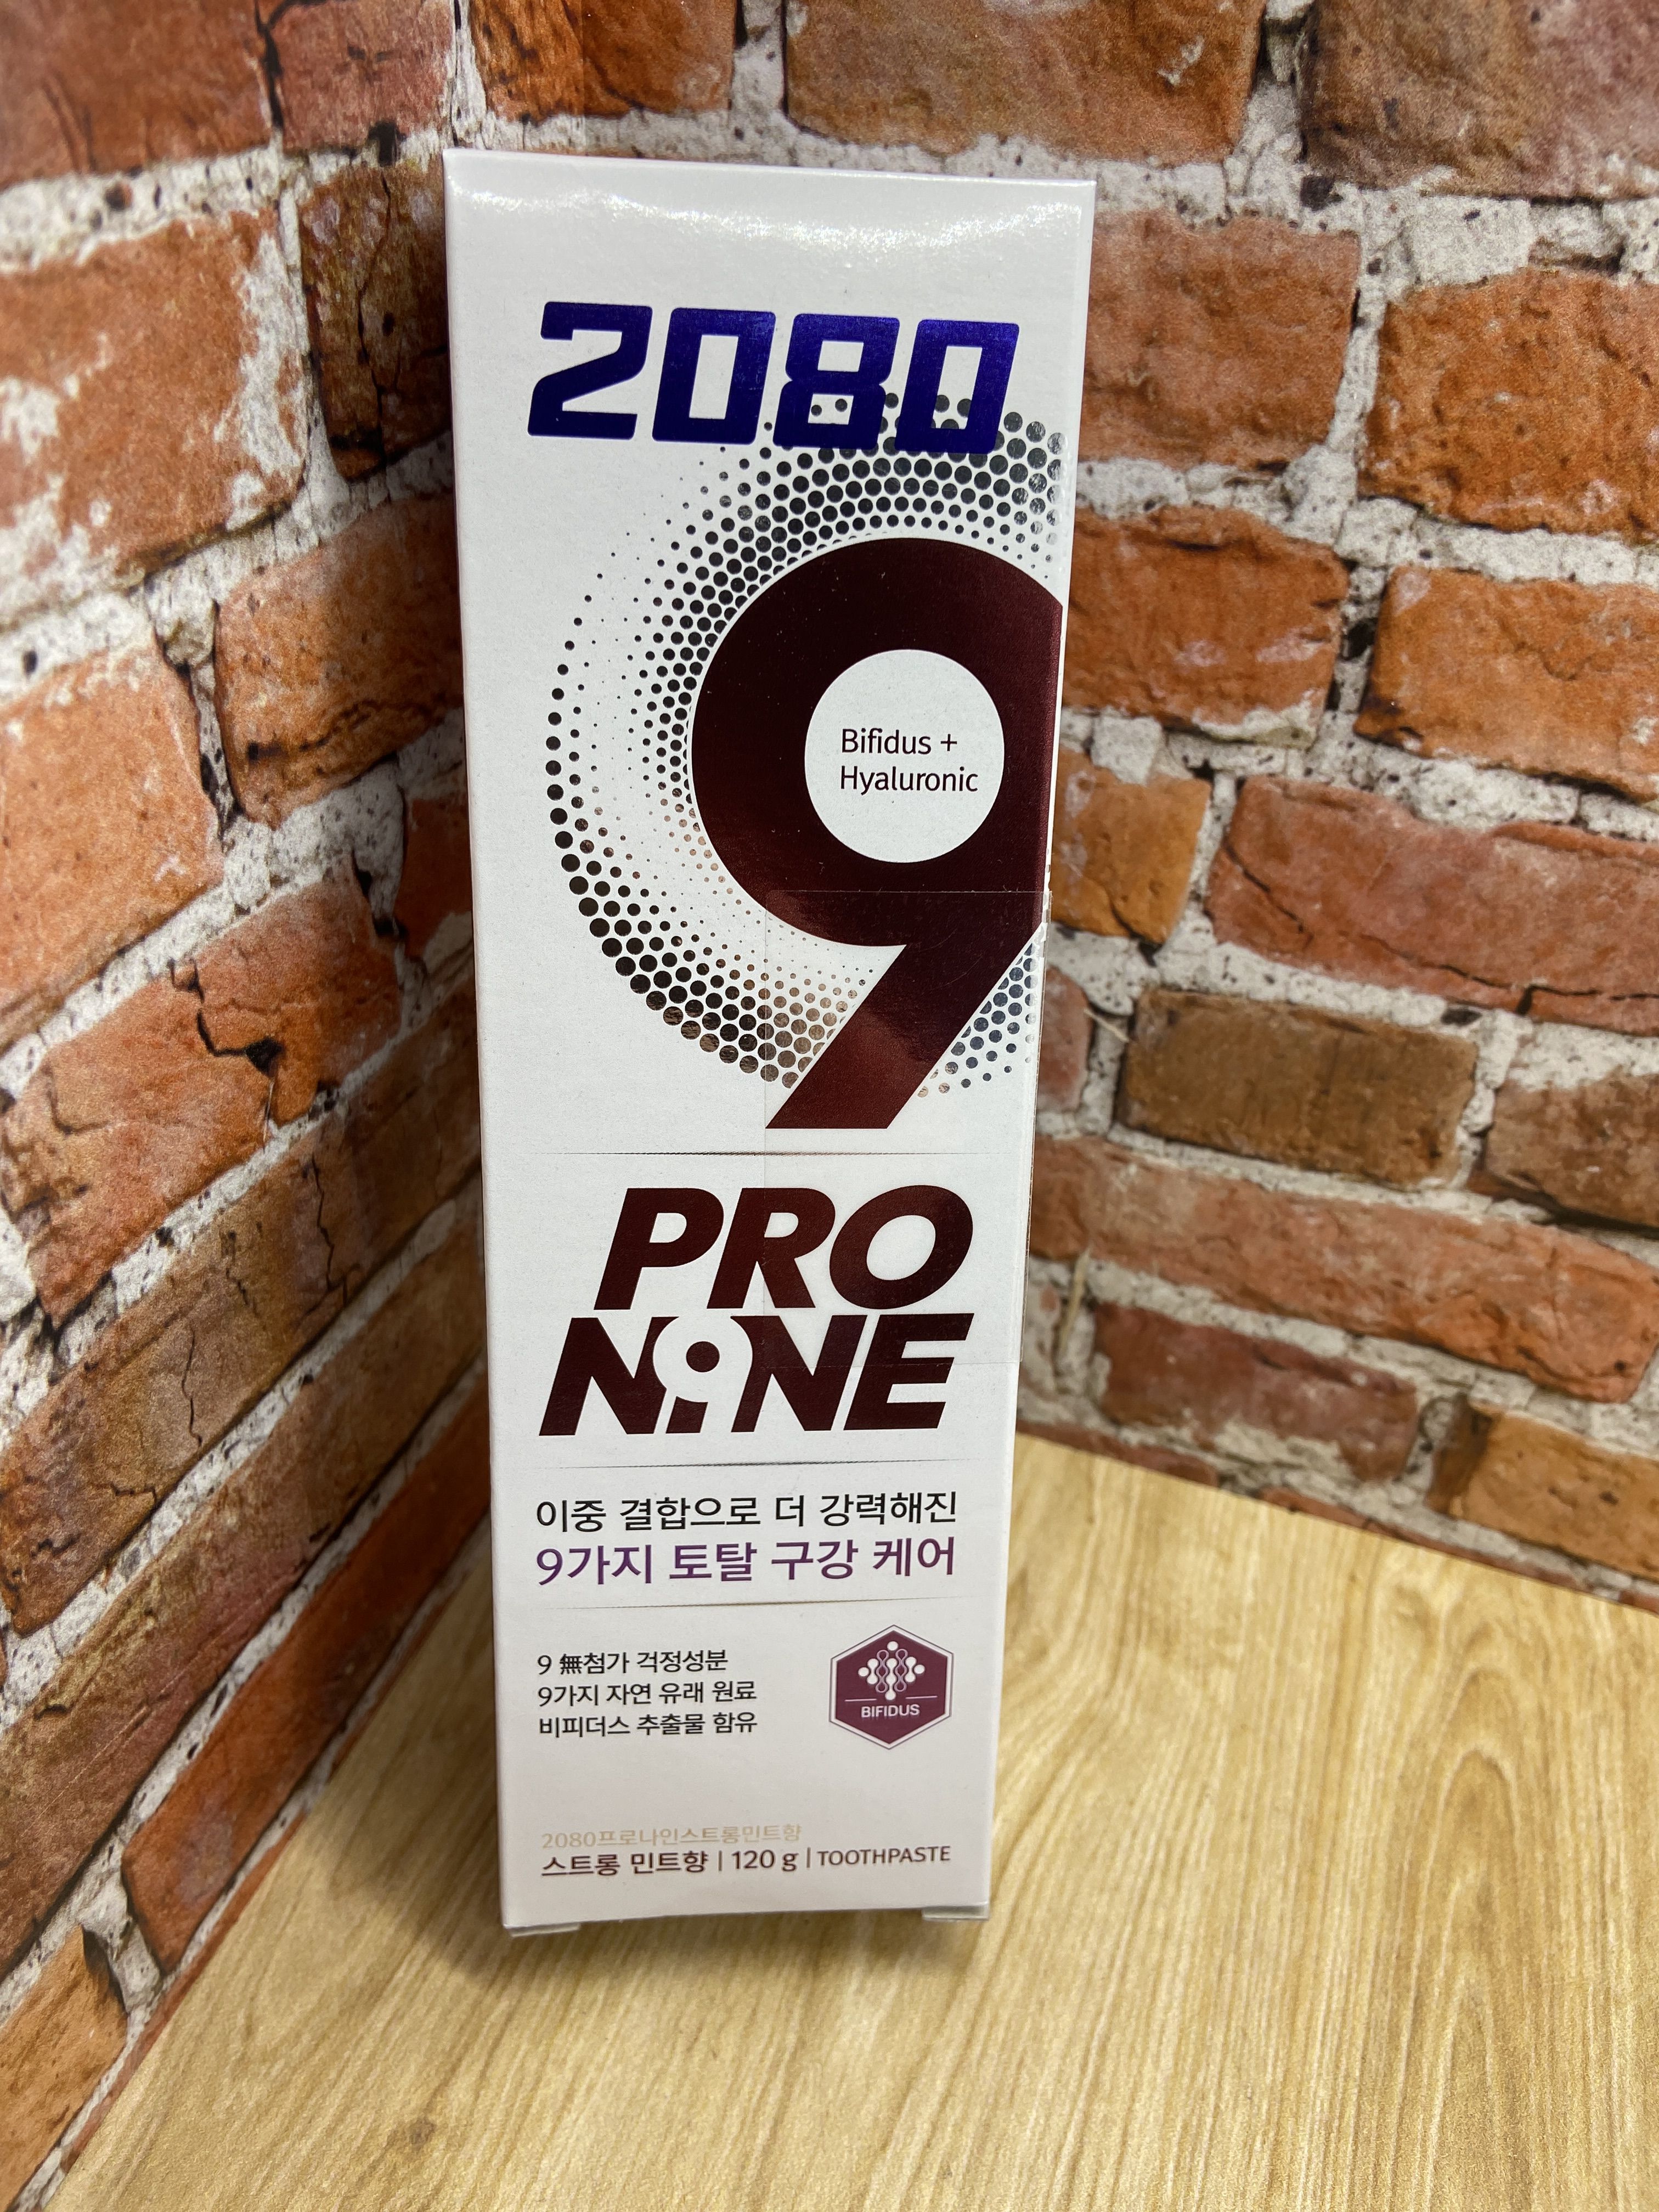 2080
9
Bifidus +
Hyaluronic
PRO
N9NE
이중 결합으로 더 강력해진
9가지 토탈 구강 케어
9 無첨가 걱정성분
9가지 자연 유래 원료
비피더스 추출물 함유
BIFIDUS
2080프로나인스트롱민트향
스트롱 민트향 | 120 g | TOOTHPASTE